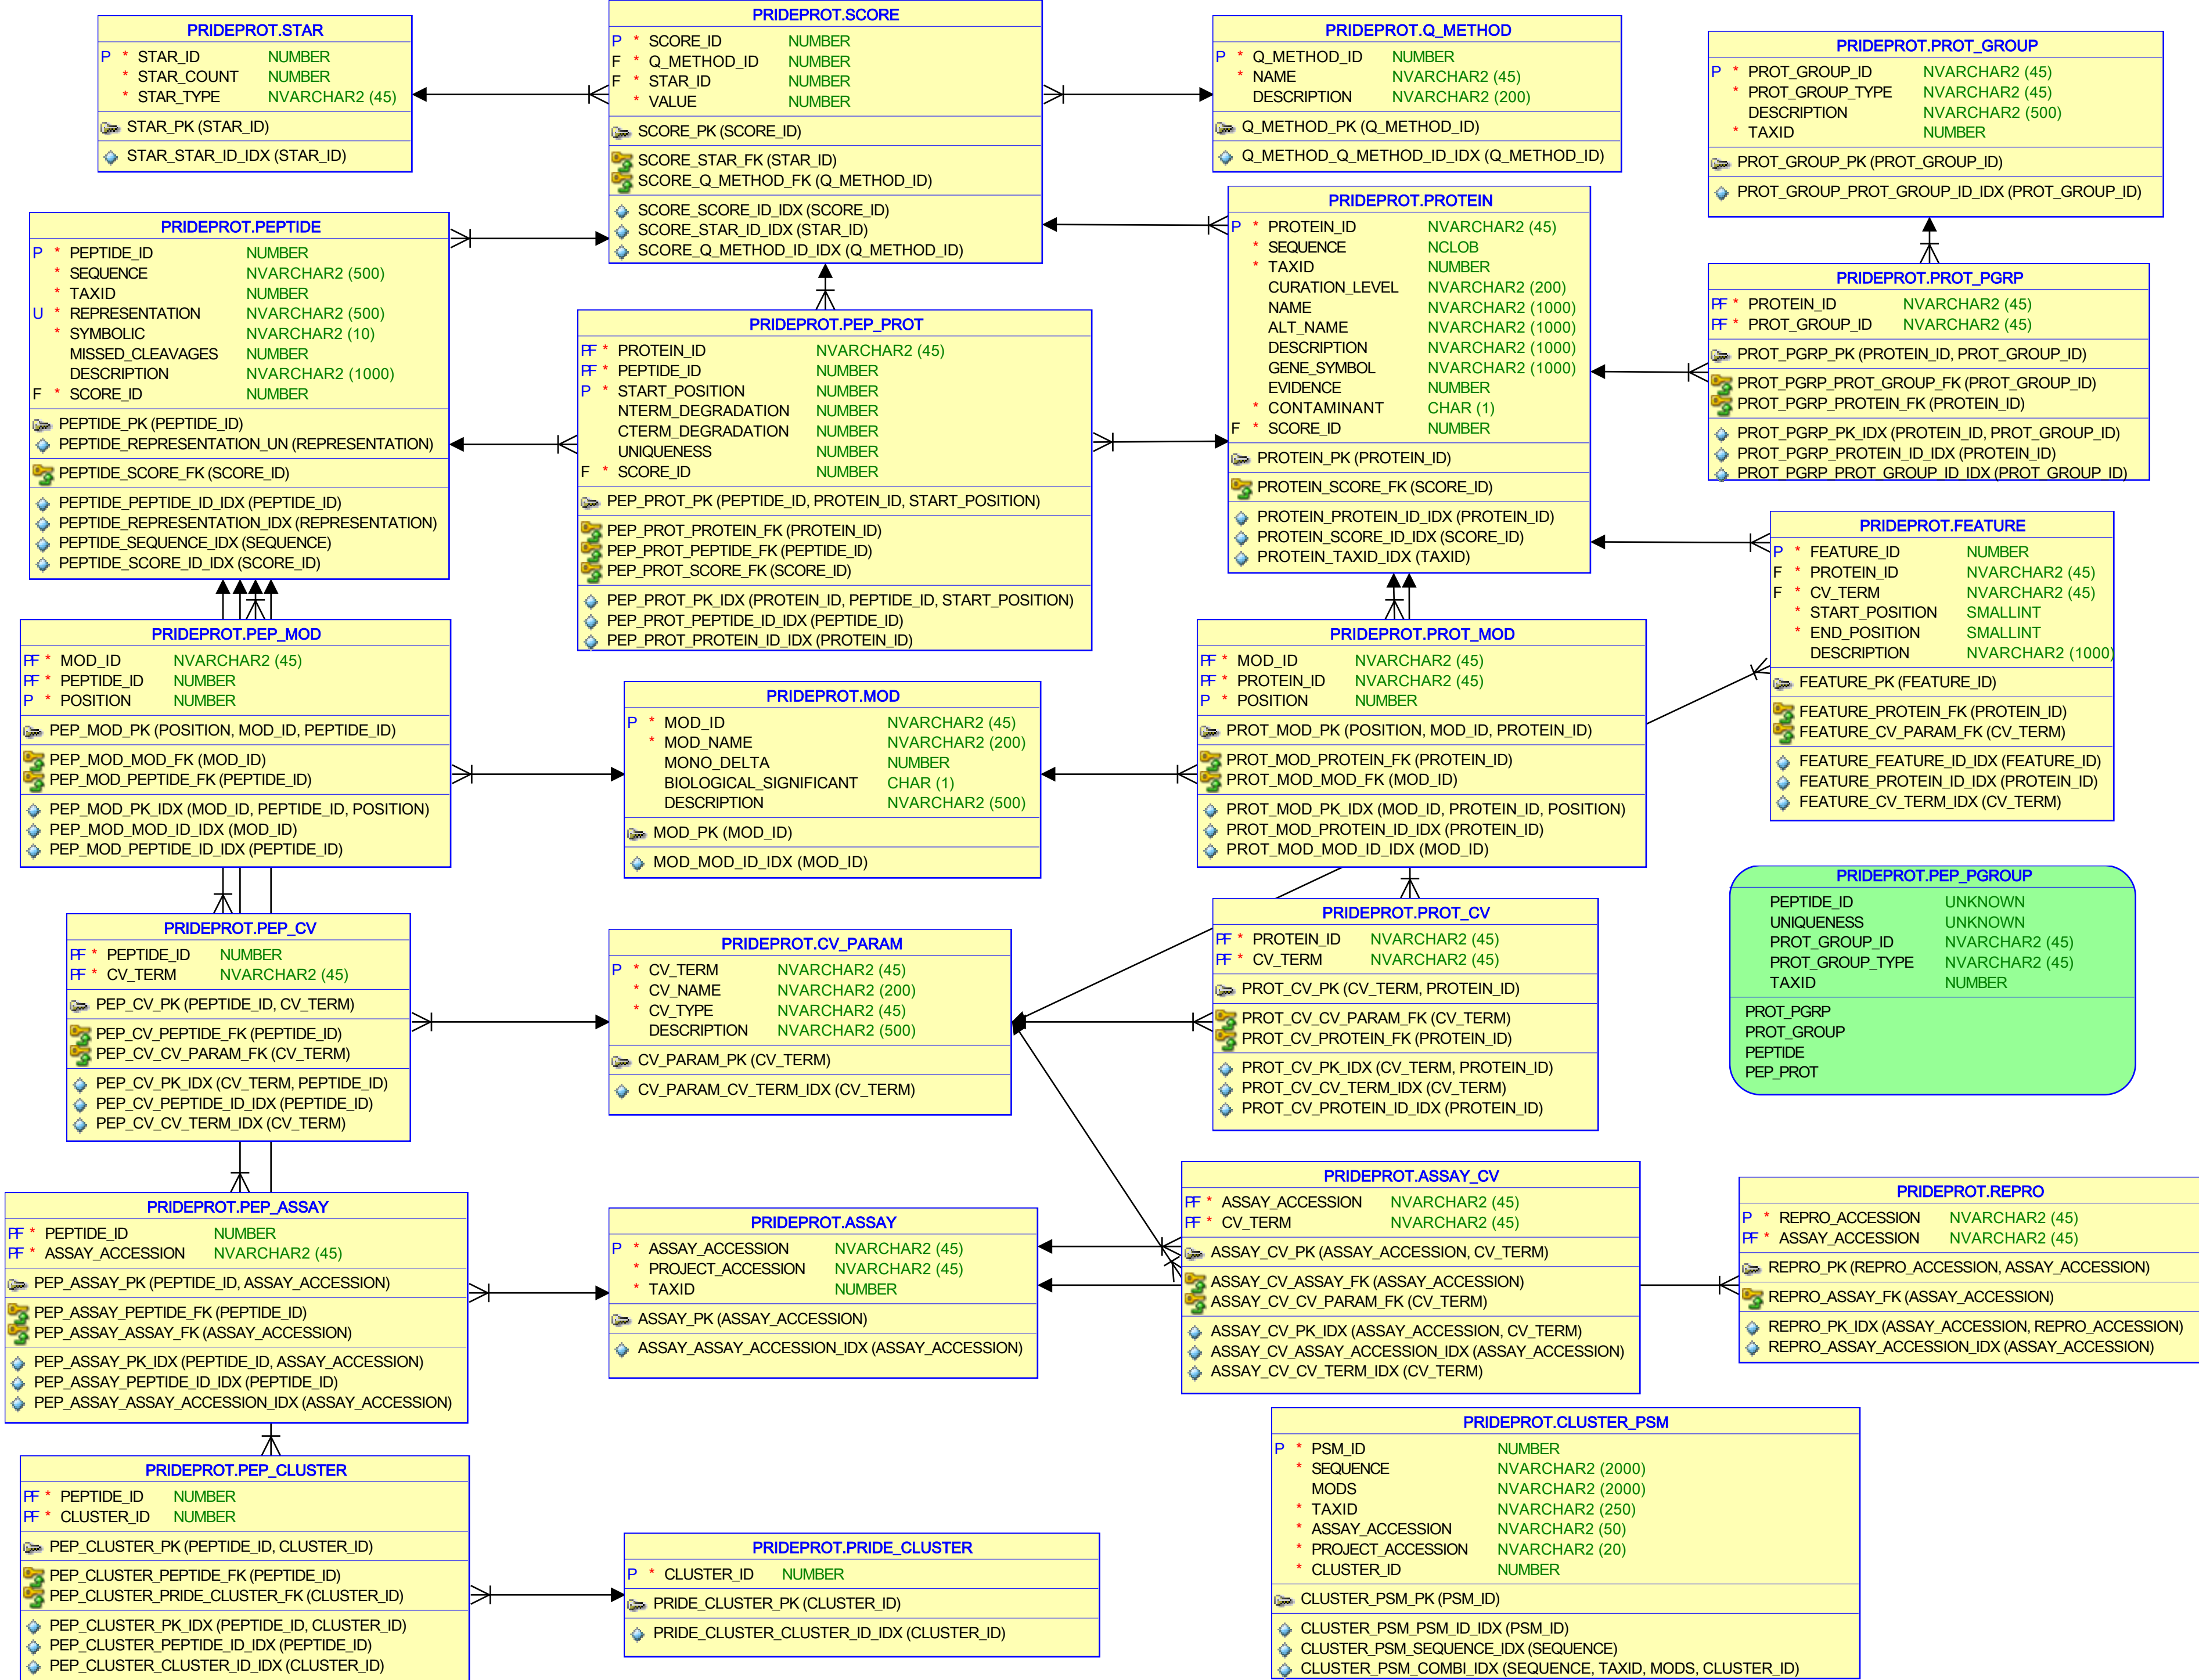 PRIDEPROT.STAR
P * STAR_ID NUMBER
* STAR_COUNT NUMBER
* STAR_TYPE NVARCHAR2 (45)
STAR_PK (STAR_ID)
STAR_STAR_ID_IDX (STAR_ID)
PRIDEPROT.SCORE
P * SCORE_ID NUMBER
F * Q_METHOD_ID NUMBER
F * STAR_ID NUMBER
* VALUE NUMBER
SCORE_PK (SCORE_ID)
SCORE_STAR_FK (STAR_ID)
SCORE_Q_METHOD_FK (Q_METHOD_ID)
SCORE_SCORE_ID_IDX (SCORE_ID)
SCORE_STAR_ID_IDX (STAR_ID)
SCORE_Q_METHOD_ID_IDX (Q_METHOD_ID)
PRIDEPROT.Q_METHOD
P * Q_METHOD_ID NUMBER
* NAME NVARCHAR2 (45)
DESCRIPTION NVARCHAR2 (200)
Q_METHOD_PK (Q_METHOD_ID)
Q_METHOD_Q_METHOD_ID_IDX (Q_METHOD_ID)
PRIDEPROT.PROT_GROUP
P * PROT_GROUP_ID NVARCHAR2 (45)
* PROT_GROUP_TYPE NVARCHAR2 (45)
DESCRIPTION NVARCHAR2 (500)
* TAXID NUMBER
PROT_GROUP_PK (PROT_GROUP_ID)
PROT_GROUP_PROT_GROUP_ID_IDX (PROT_GROUP_ID)
PRIDEPROT.PEPTIDE
P * PEPTIDE_ID NUMBER
* SEQUENCE NVARCHAR2 (500)
* TAXID NUMBER
U * REPRESENTATION NVARCHAR2 (500)
* SYMBOLIC NVARCHAR2 (10)
MISSED_CLEAVAGES NUMBER
DESCRIPTION NVARCHAR2 (1000)
F * SCORE_ID NUMBER
PEPTIDE_PK (PEPTIDE_ID)
PEPTIDE_REPRESENTATION_UN (REPRESENTATION)
PEPTIDE_SCORE_FK (SCORE_ID)
PEPTIDE_PEPTIDE_ID_IDX (PEPTIDE_ID)
PEPTIDE_REPRESENTATION_IDX (REPRESENTATION)
PEPTIDE_SEQUENCE_IDX (SEQUENCE)
PEPTIDE_SCORE_ID_IDX (SCORE_ID)
PRIDEPROT.PEP_PROT
PF * PROTEIN_ID NVARCHAR2 (45)
PF * PEPTIDE_ID NUMBER
P * START_POSITION NUMBER
NTERM_DEGRADATION NUMBER
CTERM_DEGRADATION NUMBER
UNIQUENESS NUMBER
F * SCORE_ID NUMBER
PEP_PROT_PK (PEPTIDE_ID, PROTEIN_ID, START_POSITION)
PEP_PROT_PROTEIN_FK (PROTEIN_ID)
PEP_PROT_PEPTIDE_FK (PEPTIDE_ID)
PEP_PROT_SCORE_FK (SCORE_ID)
PEP_PROT_PK_IDX (PROTEIN_ID, PEPTIDE_ID, START_POSITION)
PEP_PROT_PEPTIDE_ID_IDX (PEPTIDE_ID)
PEP_PROT_PROTEIN_ID_IDX (PROTEIN_ID)
PRIDEPROT.PROTEIN
P * PROTEIN_ID NVARCHAR2 (45)
* SEQUENCE NCLOB
* TAXID NUMBER
CURATION_LEVEL NVARCHAR2 (200)
NAME NVARCHAR2 (1000)
ALT_NAME NVARCHAR2 (1000)
DESCRIPTION NVARCHAR2 (1000)
GENE_SYMBOL NVARCHAR2 (1000)
EVIDENCE NUMBER
* CONTAMINANT CHAR (1)
F * SCORE_ID NUMBER
PROTEIN_PK (PROTEIN_ID)
PROTEIN_SCORE_FK (SCORE_ID)
PROTEIN_PROTEIN_ID_IDX (PROTEIN_ID)
PROTEIN_SCORE_ID_IDX (SCORE_ID)
PROTEIN_TAXID_IDX (TAXID)
PRIDEPROT.PROT_PGRP
PF * PROTEIN_ID NVARCHAR2 (45)
PF * PROT_GROUP_ID NVARCHAR2 (45)
PROT_PGRP_PK (PROTEIN_ID, PROT_GROUP_ID)
PROT_PGRP_PROT_GROUP_FK (PROT_GROUP_ID)
PROT_PGRP_PROTEIN_FK (PROTEIN_ID)
PROT_PGRP_PK_IDX (PROTEIN_ID, PROT_GROUP_ID)
PROT_PGRP_PROTEIN_ID_IDX (PROTEIN_ID)
PROT_PGRP_PROT_GROUP_ID_IDX (PROT_GROUP_ID)
PRIDEPROT.FEATURE
P * FEATURE_ID NUMBER
F * PROTEIN_ID NVARCHAR2 (45)
F * CV_TERM NVARCHAR2 (45)
* START_POSITION SMALLINT
* END_POSITION SMALLINT
DESCRIPTION NVARCHAR2 (1000)
FEATURE_PK (FEATURE_ID)
FEATURE_PROTEIN_FK (PROTEIN_ID)
FEATURE_CV_PARAM_FK (CV_TERM)
FEATURE_FEATURE_ID_IDX (FEATURE_ID)
FEATURE_PROTEIN_ID_IDX (PROTEIN_ID)
FEATURE_CV_TERM_IDX (CV_TERM)
PRIDEPROT.PEP_MOD
PF * MOD_ID NVARCHAR2 (45)
PF * PEPTIDE_ID NUMBER
P * POSITION NUMBER
PEP_MOD_PK (POSITION, MOD_ID, PEPTIDE_ID)
PEP_MOD_MOD_FK (MOD_ID)
PEP_MOD_PEPTIDE_FK (PEPTIDE_ID)
PEP_MOD_PK_IDX (MOD_ID, PEPTIDE_ID, POSITION)
PEP_MOD_MOD_ID_IDX (MOD_ID)
PEP_MOD_PEPTIDE_ID_IDX (PEPTIDE_ID)
PRIDEPROT.MOD
P * MOD_ID NVARCHAR2 (45)
* MOD_NAME NVARCHAR2 (200)
MONO_DELTA NUMBER
BIOLOGICAL_SIGNIFICANT CHAR (1)
DESCRIPTION NVARCHAR2 (500)
MOD_PK (MOD_ID)
MOD_MOD_ID_IDX (MOD_ID)
PRIDEPROT.PROT_MOD
PF * MOD_ID NVARCHAR2 (45)
PF * PROTEIN_ID NVARCHAR2 (45)
P * POSITION NUMBER
PROT_MOD_PK (POSITION, MOD_ID, PROTEIN_ID)
PROT_MOD_PROTEIN_FK (PROTEIN_ID)
PROT_MOD_MOD_FK (MOD_ID)
PROT_MOD_PK_IDX (MOD_ID, PROTEIN_ID, POSITION)
PROT_MOD_PROTEIN_ID_IDX (PROTEIN_ID)
PROT_MOD_MOD_ID_IDX (MOD_ID)
PRIDEPROT.PEP_PGROUP
PEPTIDE_ID UNKNOWN
UNIQUENESS UNKNOWN
PROT_GROUP_ID NVARCHAR2 (45)
PROT_GROUP_TYPE NVARCHAR2 (45)
TAXID NUMBER
PROT_PGRP
PROT_GROUP
PEPTIDE
PEP_PROT
PRIDEPROT.PEP_CV
PF * PEPTIDE_ID NUMBER
PF * CV_TERM NVARCHAR2 (45)
PEP_CV_PK (PEPTIDE_ID, CV_TERM)
PEP_CV_PEPTIDE_FK (PEPTIDE_ID)
PEP_CV_CV_PARAM_FK (CV_TERM)
PEP_CV_PK_IDX (CV_TERM, PEPTIDE_ID)
PEP_CV_PEPTIDE_ID_IDX (PEPTIDE_ID)
PEP_CV_CV_TERM_IDX (CV_TERM)
PRIDEPROT.CV_PARAM
P * CV_TERM NVARCHAR2 (45)
* CV_NAME NVARCHAR2 (200)
* CV_TYPE NVARCHAR2 (45)
DESCRIPTION NVARCHAR2 (500)
CV_PARAM_PK (CV_TERM)
CV_PARAM_CV_TERM_IDX (CV_TERM)
PRIDEPROT.PROT_CV
PF * PROTEIN_ID NVARCHAR2 (45)
PF * CV_TERM NVARCHAR2 (45)
PROT_CV_PK (CV_TERM, PROTEIN_ID)
PROT_CV_CV_PARAM_FK (CV_TERM)
PROT_CV_PROTEIN_FK (PROTEIN_ID)
PROT_CV_PK_IDX (CV_TERM, PROTEIN_ID)
PROT_CV_CV_TERM_IDX (CV_TERM)
PROT_CV_PROTEIN_ID_IDX (PROTEIN_ID)
PRIDEPROT.PEP_ASSAY
PF * PEPTIDE_ID NUMBER
PF * ASSAY_ACCESSION NVARCHAR2 (45)
PEP_ASSAY_PK (PEPTIDE_ID, ASSAY_ACCESSION)
PEP_ASSAY_PEPTIDE_FK (PEPTIDE_ID)
PEP_ASSAY_ASSAY_FK (ASSAY_ACCESSION)
PEP_ASSAY_PK_IDX (PEPTIDE_ID, ASSAY_ACCESSION)
PEP_ASSAY_PEPTIDE_ID_IDX (PEPTIDE_ID)
PEP_ASSAY_ASSAY_ACCESSION_IDX (ASSAY_ACCESSION)
PRIDEPROT.ASSAY
P * ASSAY_ACCESSION NVARCHAR2 (45)
* PROJECT_ACCESSION NVARCHAR2 (45)
* TAXID NUMBER
ASSAY_PK (ASSAY_ACCESSION)
ASSAY_ASSAY_ACCESSION_IDX (ASSAY_ACCESSION)
PRIDEPROT.ASSAY_CV
PF * ASSAY_ACCESSION NVARCHAR2 (45)
PF * CV_TERM NVARCHAR2 (45)
ASSAY_CV_PK (ASSAY_ACCESSION, CV_TERM)
ASSAY_CV_ASSAY_FK (ASSAY_ACCESSION)
ASSAY_CV_CV_PARAM_FK (CV_TERM)
ASSAY_CV_PK_IDX (ASSAY_ACCESSION, CV_TERM)
ASSAY_CV_ASSAY_ACCESSION_IDX (ASSAY_ACCESSION)
ASSAY_CV_CV_TERM_IDX (CV_TERM)
PRIDEPROT.REPRO
P * REPRO_ACCESSION NVARCHAR2 (45)
PF * ASSAY_ACCESSION NVARCHAR2 (45)
REPRO_PK (REPRO_ACCESSION, ASSAY_ACCESSION)
REPRO_ASSAY_FK (ASSAY_ACCESSION)
REPRO_PK_IDX (ASSAY_ACCESSION, REPRO_ACCESSION)
REPRO_ASSAY_ACCESSION_IDX (ASSAY_ACCESSION)
PRIDEPROT.PEP_CLUSTER
PF * PEPTIDE_ID NUMBER
PF * CLUSTER_ID NUMBER
PEP_CLUSTER_PK (PEPTIDE_ID, CLUSTER_ID)
PEP_CLUSTER_PEPTIDE_FK (PEPTIDE_ID)
PEP_CLUSTER_PRIDE_CLUSTER_FK (CLUSTER_ID)
PEP_CLUSTER_PK_IDX (PEPTIDE_ID, CLUSTER_ID)
PEP_CLUSTER_PEPTIDE_ID_IDX (PEPTIDE_ID)
PEP_CLUSTER_CLUSTER_ID_IDX (CLUSTER_ID)
PRIDEPROT.PRIDE_CLUSTER
P * CLUSTER_ID NUMBER
PRIDE_CLUSTER_PK (CLUSTER_ID)
PRIDE_CLUSTER_CLUSTER_ID_IDX (CLUSTER_ID)
PRIDEPROT.CLUSTER_PSM
P * PSM_ID NUMBER
* SEQUENCE NVARCHAR2 (2000)
MODS NVARCHAR2 (2000)
* TAXID NVARCHAR2 (250)
* ASSAY_ACCESSION NVARCHAR2 (50)
* PROJECT_ACCESSION NVARCHAR2 (20)
* CLUSTER_ID NUMBER
CLUSTER_PSM_PK (PSM_ID)
CLUSTER_PSM_PSM_ID_IDX (PSM_ID)
CLUSTER_PSM_SEQUENCE_IDX (SEQUENCE)
CLUSTER_PSM_COMBI_IDX (SEQUENCE, TAXID, MODS, CLUSTER_ID)